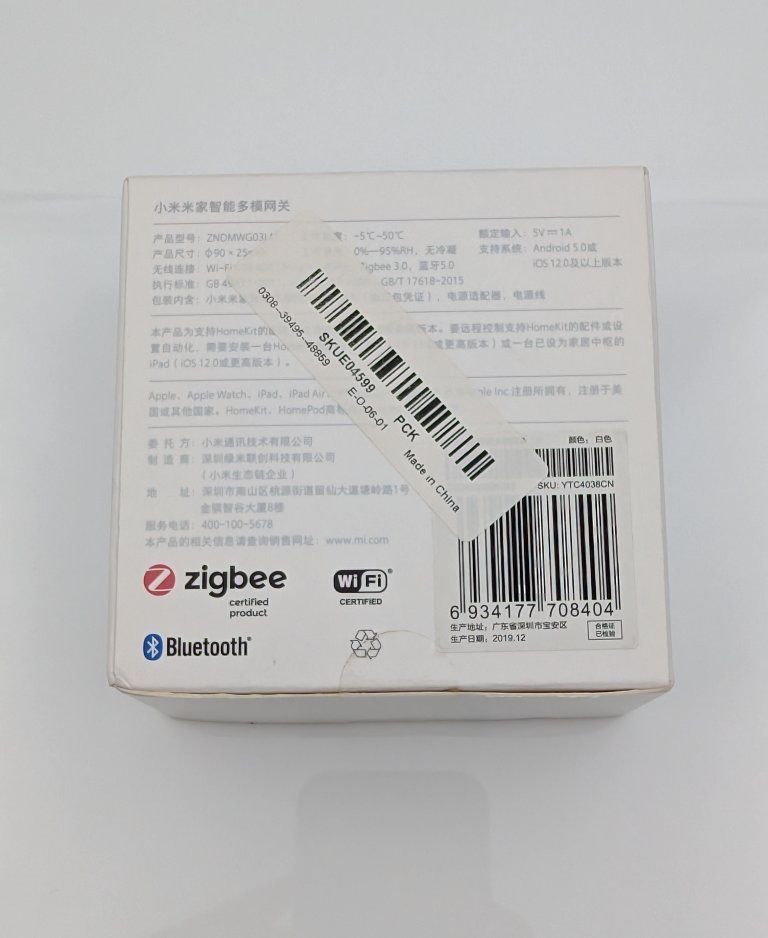 小米米家智能多模网关
产品型号: ZNDMWG03L
-5℃~50℃
额定输入: 5V⎓1A
产品尺寸: Φ90 × 25
0%~95%RH, 无冷凝
支持系统: Android 5.0或
无线连接: Wi-Fi
Zigbee 3.0, 蓝牙5.0
iOS 12.0及以上版本
执行标准: GB 49
GB/T 17618-2015
包装内含: 小米米家
包凭证), 电源适配器, 电源线
本产品为支持HomeKit的
版本。要远程控制支持HomeKit的配件或设
置自动化, 需要安装一台Ho
或更高版本) 或一台已设为家居中枢的
iPad (iOS 12.0或更高版本)。
Apple、Apple Watch、iPad、iPad Air
Inc.注册所拥有, 注册于美
国或其他国家。HomeKit、HomePod商标
委 托 方: 小米通讯技术有限公司
制 造 商: 深圳绿米联创科技有限公司
(小米生态链企业)
地 址: 深圳市南山区桃源街道留仙大道塘岭路1号
金骐智谷大厦8楼
服务电话: 400-100-5678
本产品的相关信息请查询销售网址: www.mi.com
0308-39495-48859
SKUE04599 PCK
E-O-06-01 Made in China
颜色: 白色
SKU: YTC4038CN
6 934177 708404
生产地址: 广东省深圳市宝安区
生产日期: 2019.12
合格证
已检验
zigbee
certified
product
Wi Fi
CERTIFIED
Bluetooth